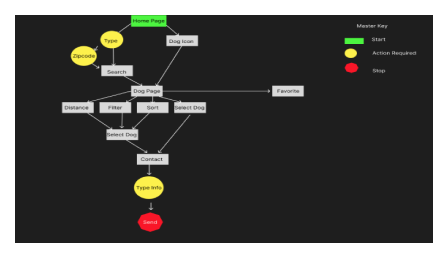 Home Page
Master Key
Type
Dog Icon
Start
Zipcode
Action Required
Search
Stop
Dog Page
Favorite
Distance
Filter
Sort
Select Dog
Select Dog
Contact
Type Info
Send